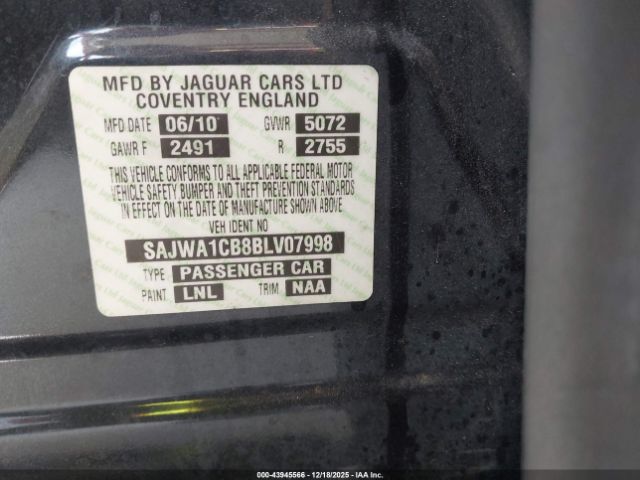 MFD BY JAGUAR CARS LTD
COVENTRY ENGLAND
MFD DATE 06/10 GVWR 5072
GAWR F 2491 R 2755
THIS VEHICLE CONFORMS TO ALL APPLICABLE FEDERAL MOTOR
VEHICLE SAFETY BUMPER AND THEFT PREVENTION STANDARDS
IN EFFECT ON THE DATE OF MANUFACTURE SHOWN ABOVE
VEH IDENT NO
SAJWA1CB8BLV07998
TYPE PASSENGER CAR
PAINT LNL TRIM NAA
000-43945566 - 12/18/2025 - IAA Inc.